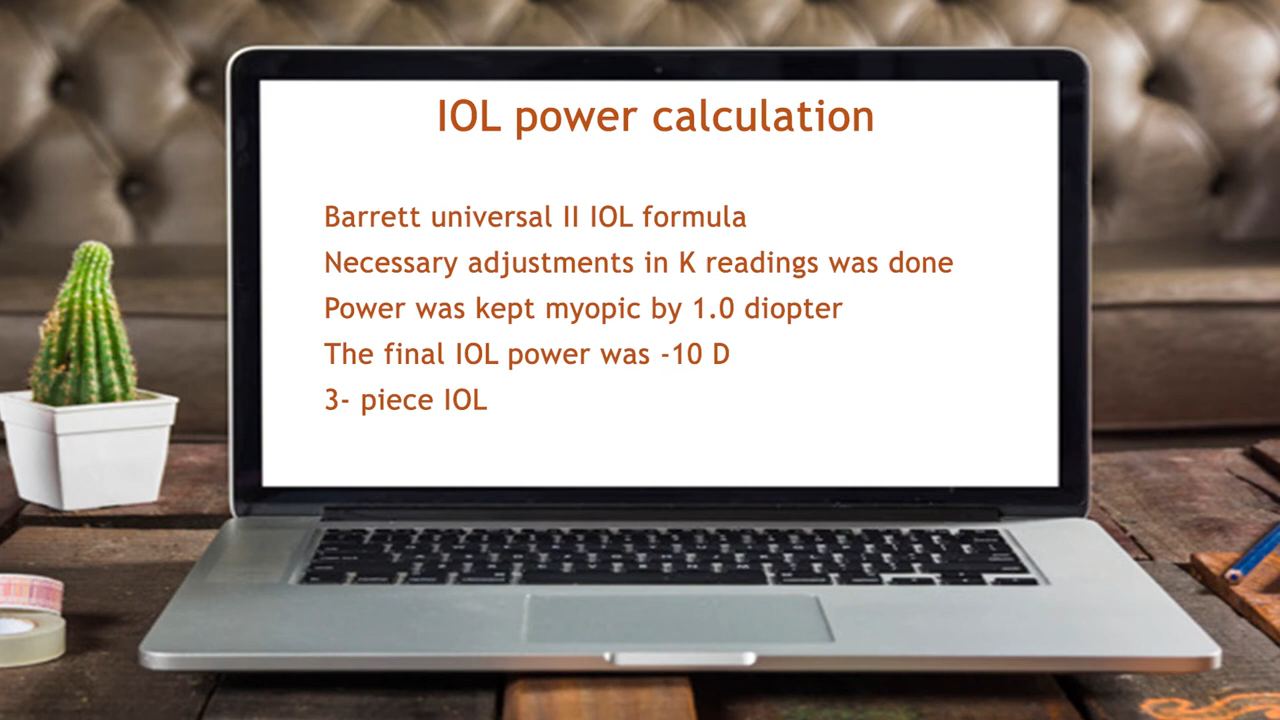 IOL power calculation
Barrett universal II IOL formula
Necessary adjustments in K readings was done
Power was kept myopic by 1.0 diopter
The final IOL power was -10 D
3- piece IOL